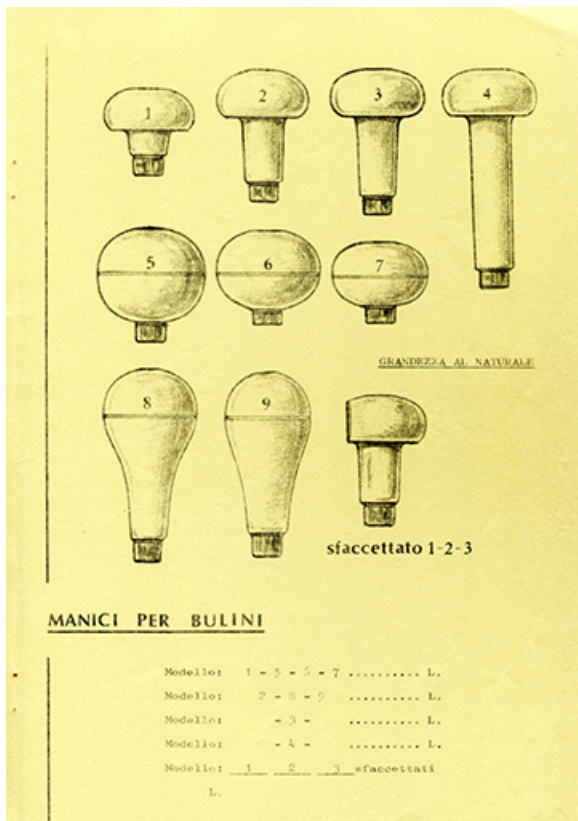 1 2 3 4
5 6 7
GRANDEZZA AL NATURALE
8 9
sfaccettato 1-2-3
MANICI PER BULINI
Modello: 1 - 5 - 6 - 7 .......... L.
Modello: 2 - 8 - 9 .......... L.
Modello: - 3 - .......... L.
Modello: - 4 - .......... L.
Modello: 1 2 3 sfaccettati
L.